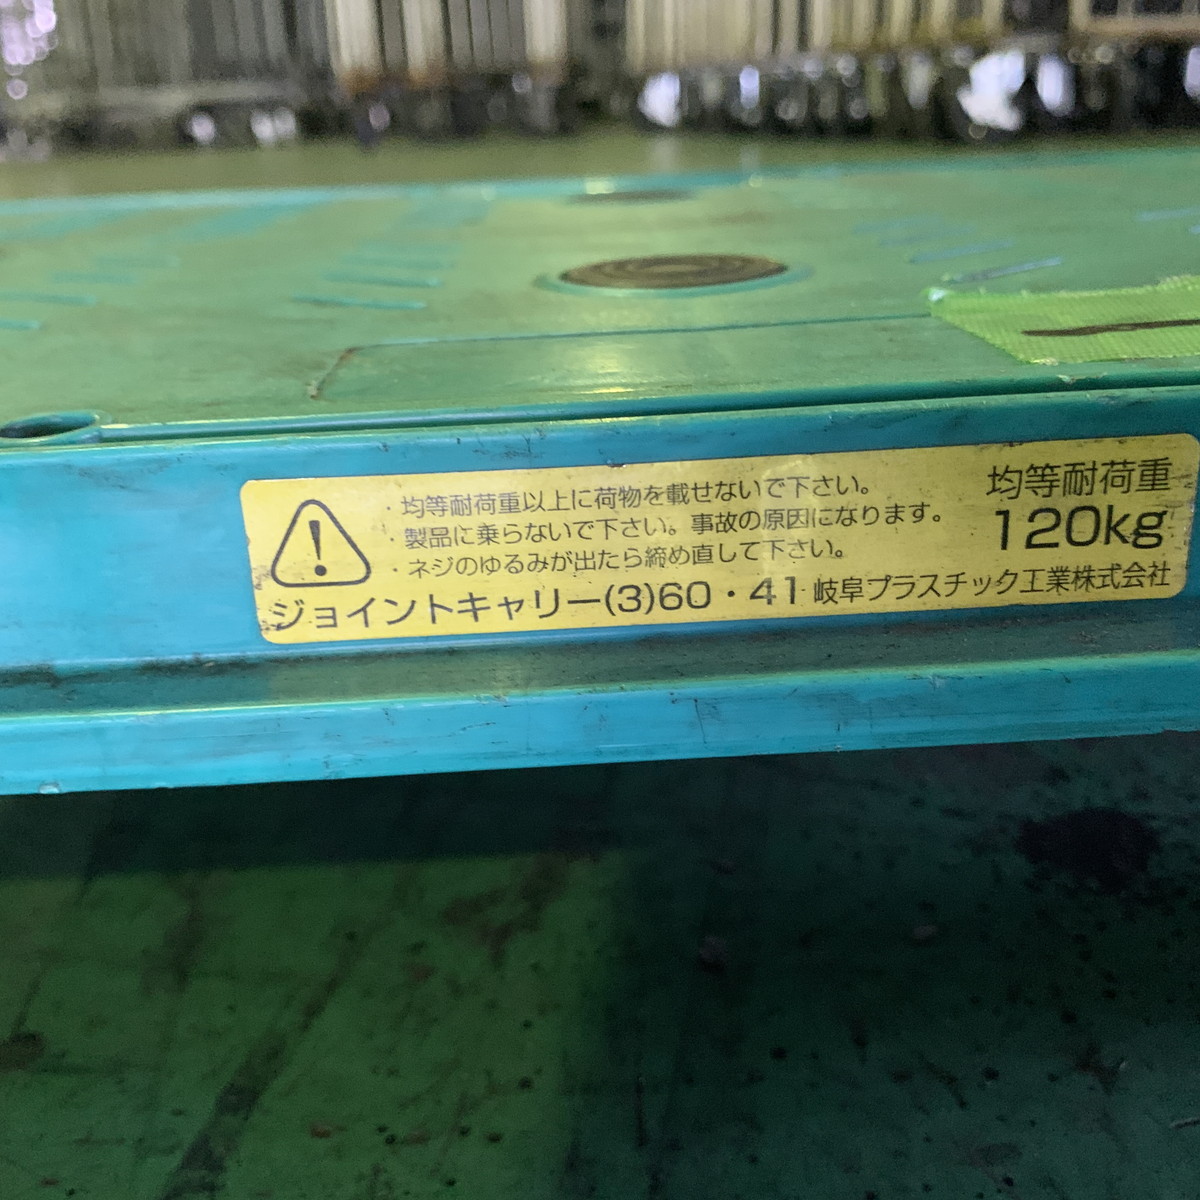 ・均等耐荷重以上に荷物を載せないで下さい。
・製品に乗らないで下さい。事故の原因になります。
・ネジのゆるみが出たら締め直して下さい。
均等耐荷重
120kg
ジョイントキャリー(3)60・41 岐阜プラスチック工業株式会社